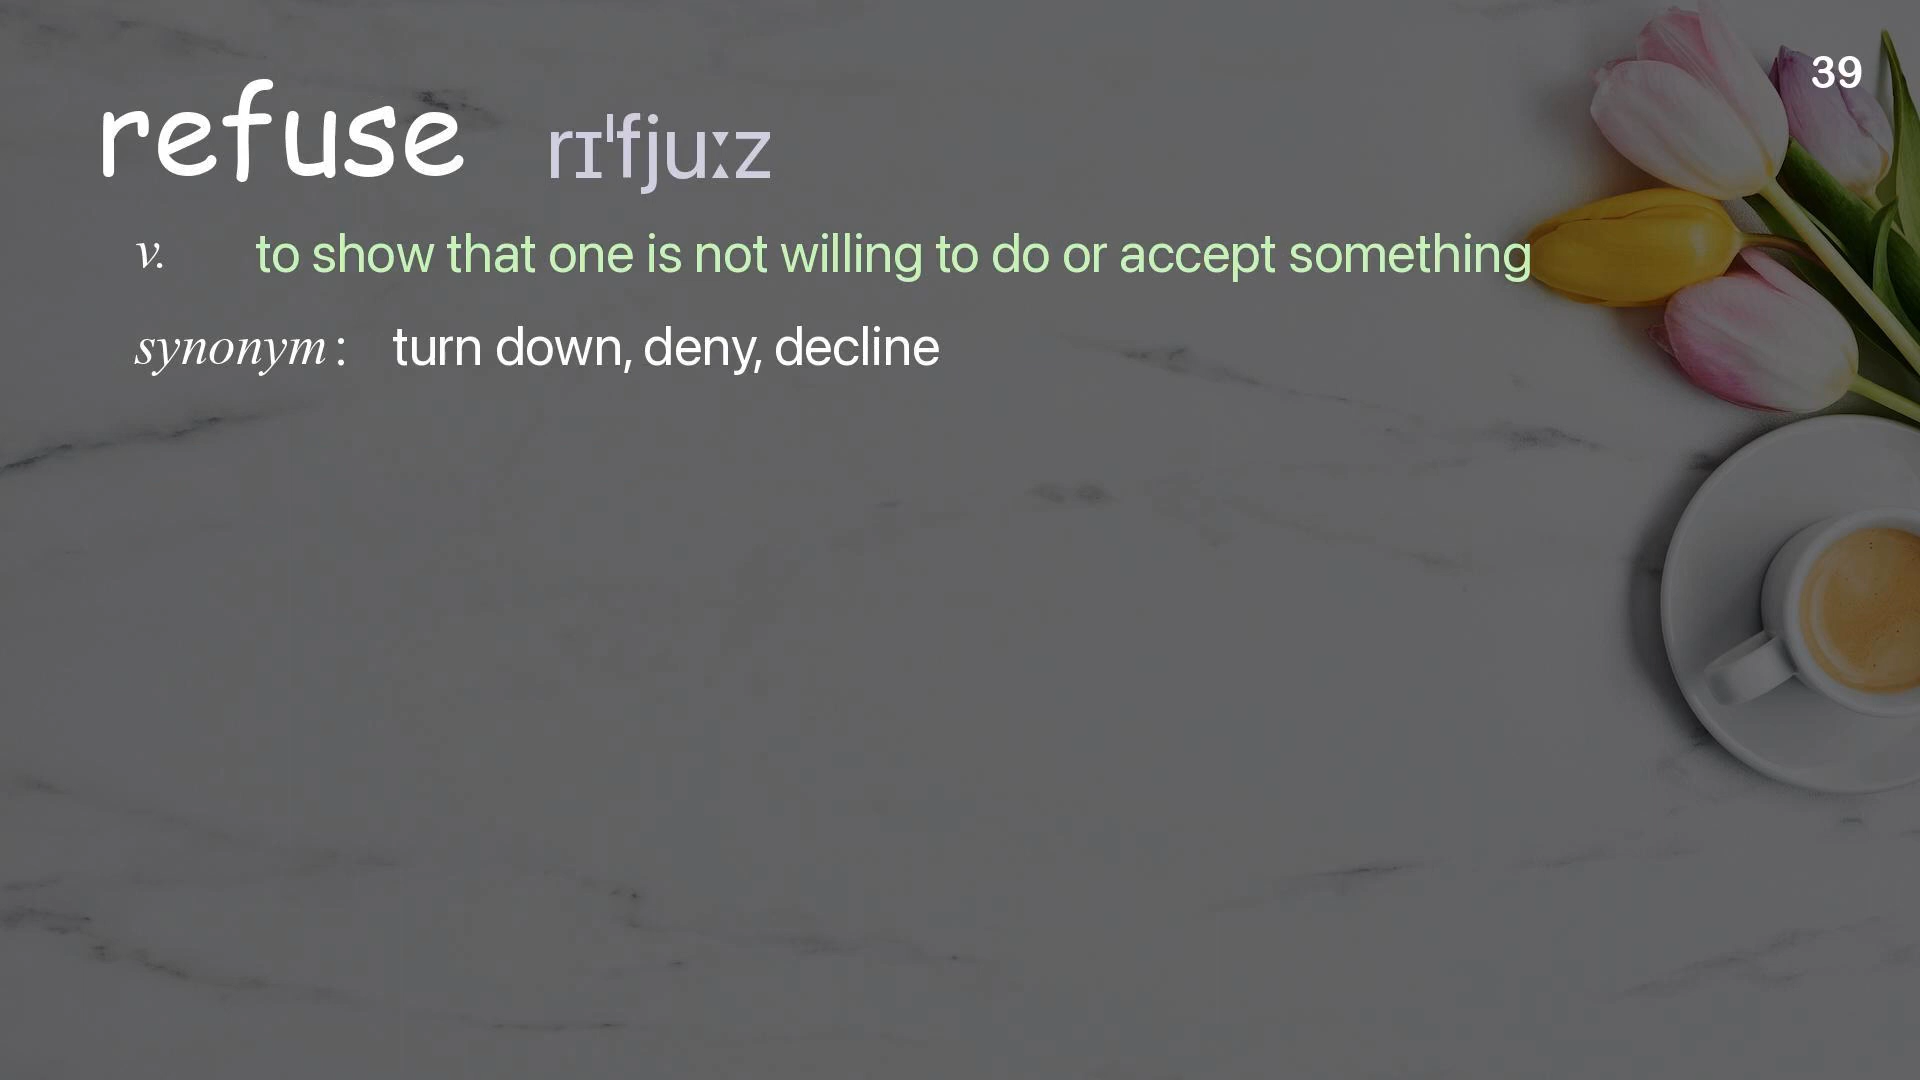 39
refuse rɪˈfjuːz
v. to show that one is not willing to do or accept something
synonym: turn down, deny, decline